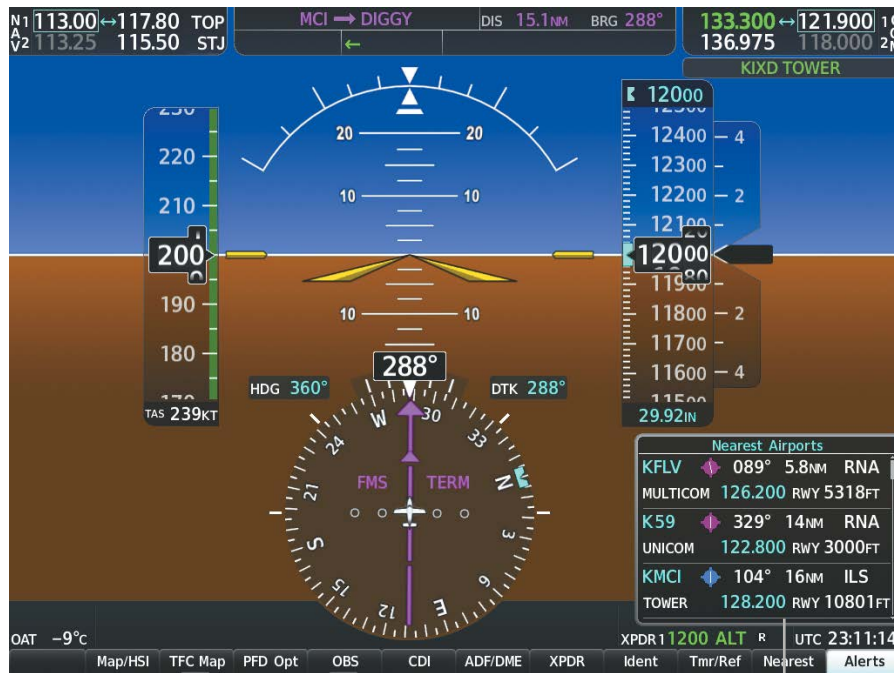 N1 113.00 ↔ 117.80 TOP
MCI → DIGGY DIS 15.1NM BRG 288°
133.300 ↔ 121.900 1
V2 113.25 115.50 STJ
←
136.975 118.000 2
KIXD TOWER
12000
20 20
220
12400 4
12300
210
10 10
12200 2
12100
200
12000
20
80
190
11900
10 10
11800 2
180
11700
288°
11600 4
HDG 360° DTK 288°
TAS 239KT
29.92IN
W 30 33 N 3 6 E 12 15 S 21 24
FMS TERM
Nearest Airports
KFLV 089° 5.8NM RNA
MULTICOM 126.200 RWY 5318FT
K59 329° 14NM RNA
UNICOM 122.800 RWY 3000FT
KMCI 104° 16NM ILS
TOWER 128.200 RWY 10801FT
OAT -9°C XPDR1 1200 ALT R UTC 23:11:14
Map/HSI TFC Map PFD Opt OBS CDI ADF/DME XPDR Ident Tmr/Ref Nearest Alerts